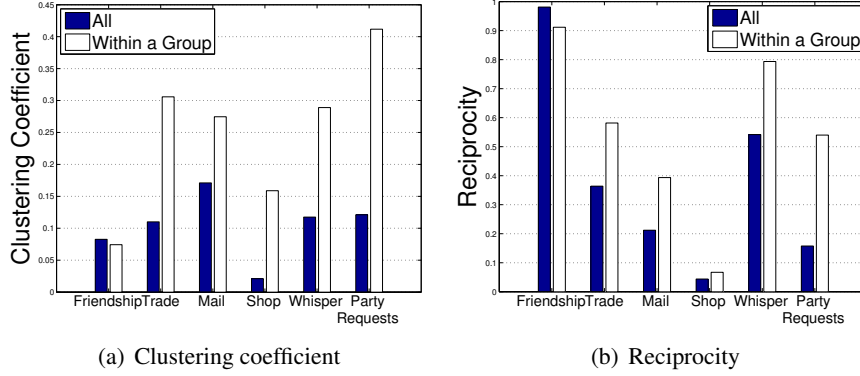 All
Within a Group
Clustering Coefficient
0.45
0.4
0.35
0.3
0.25
0.2
0.15
0.1
0.05
0
Friendship Trade Mail Shop Whisper Party
Requests
(a) Clustering coefficient
All
Within a Group
Reciprocity
1
0.9
0.8
0.7
0.6
0.5
0.4
0.3
0.2
0.1
0
Friendship Trade Mail Shop Whisper Party
Requests
(b) Reciprocity